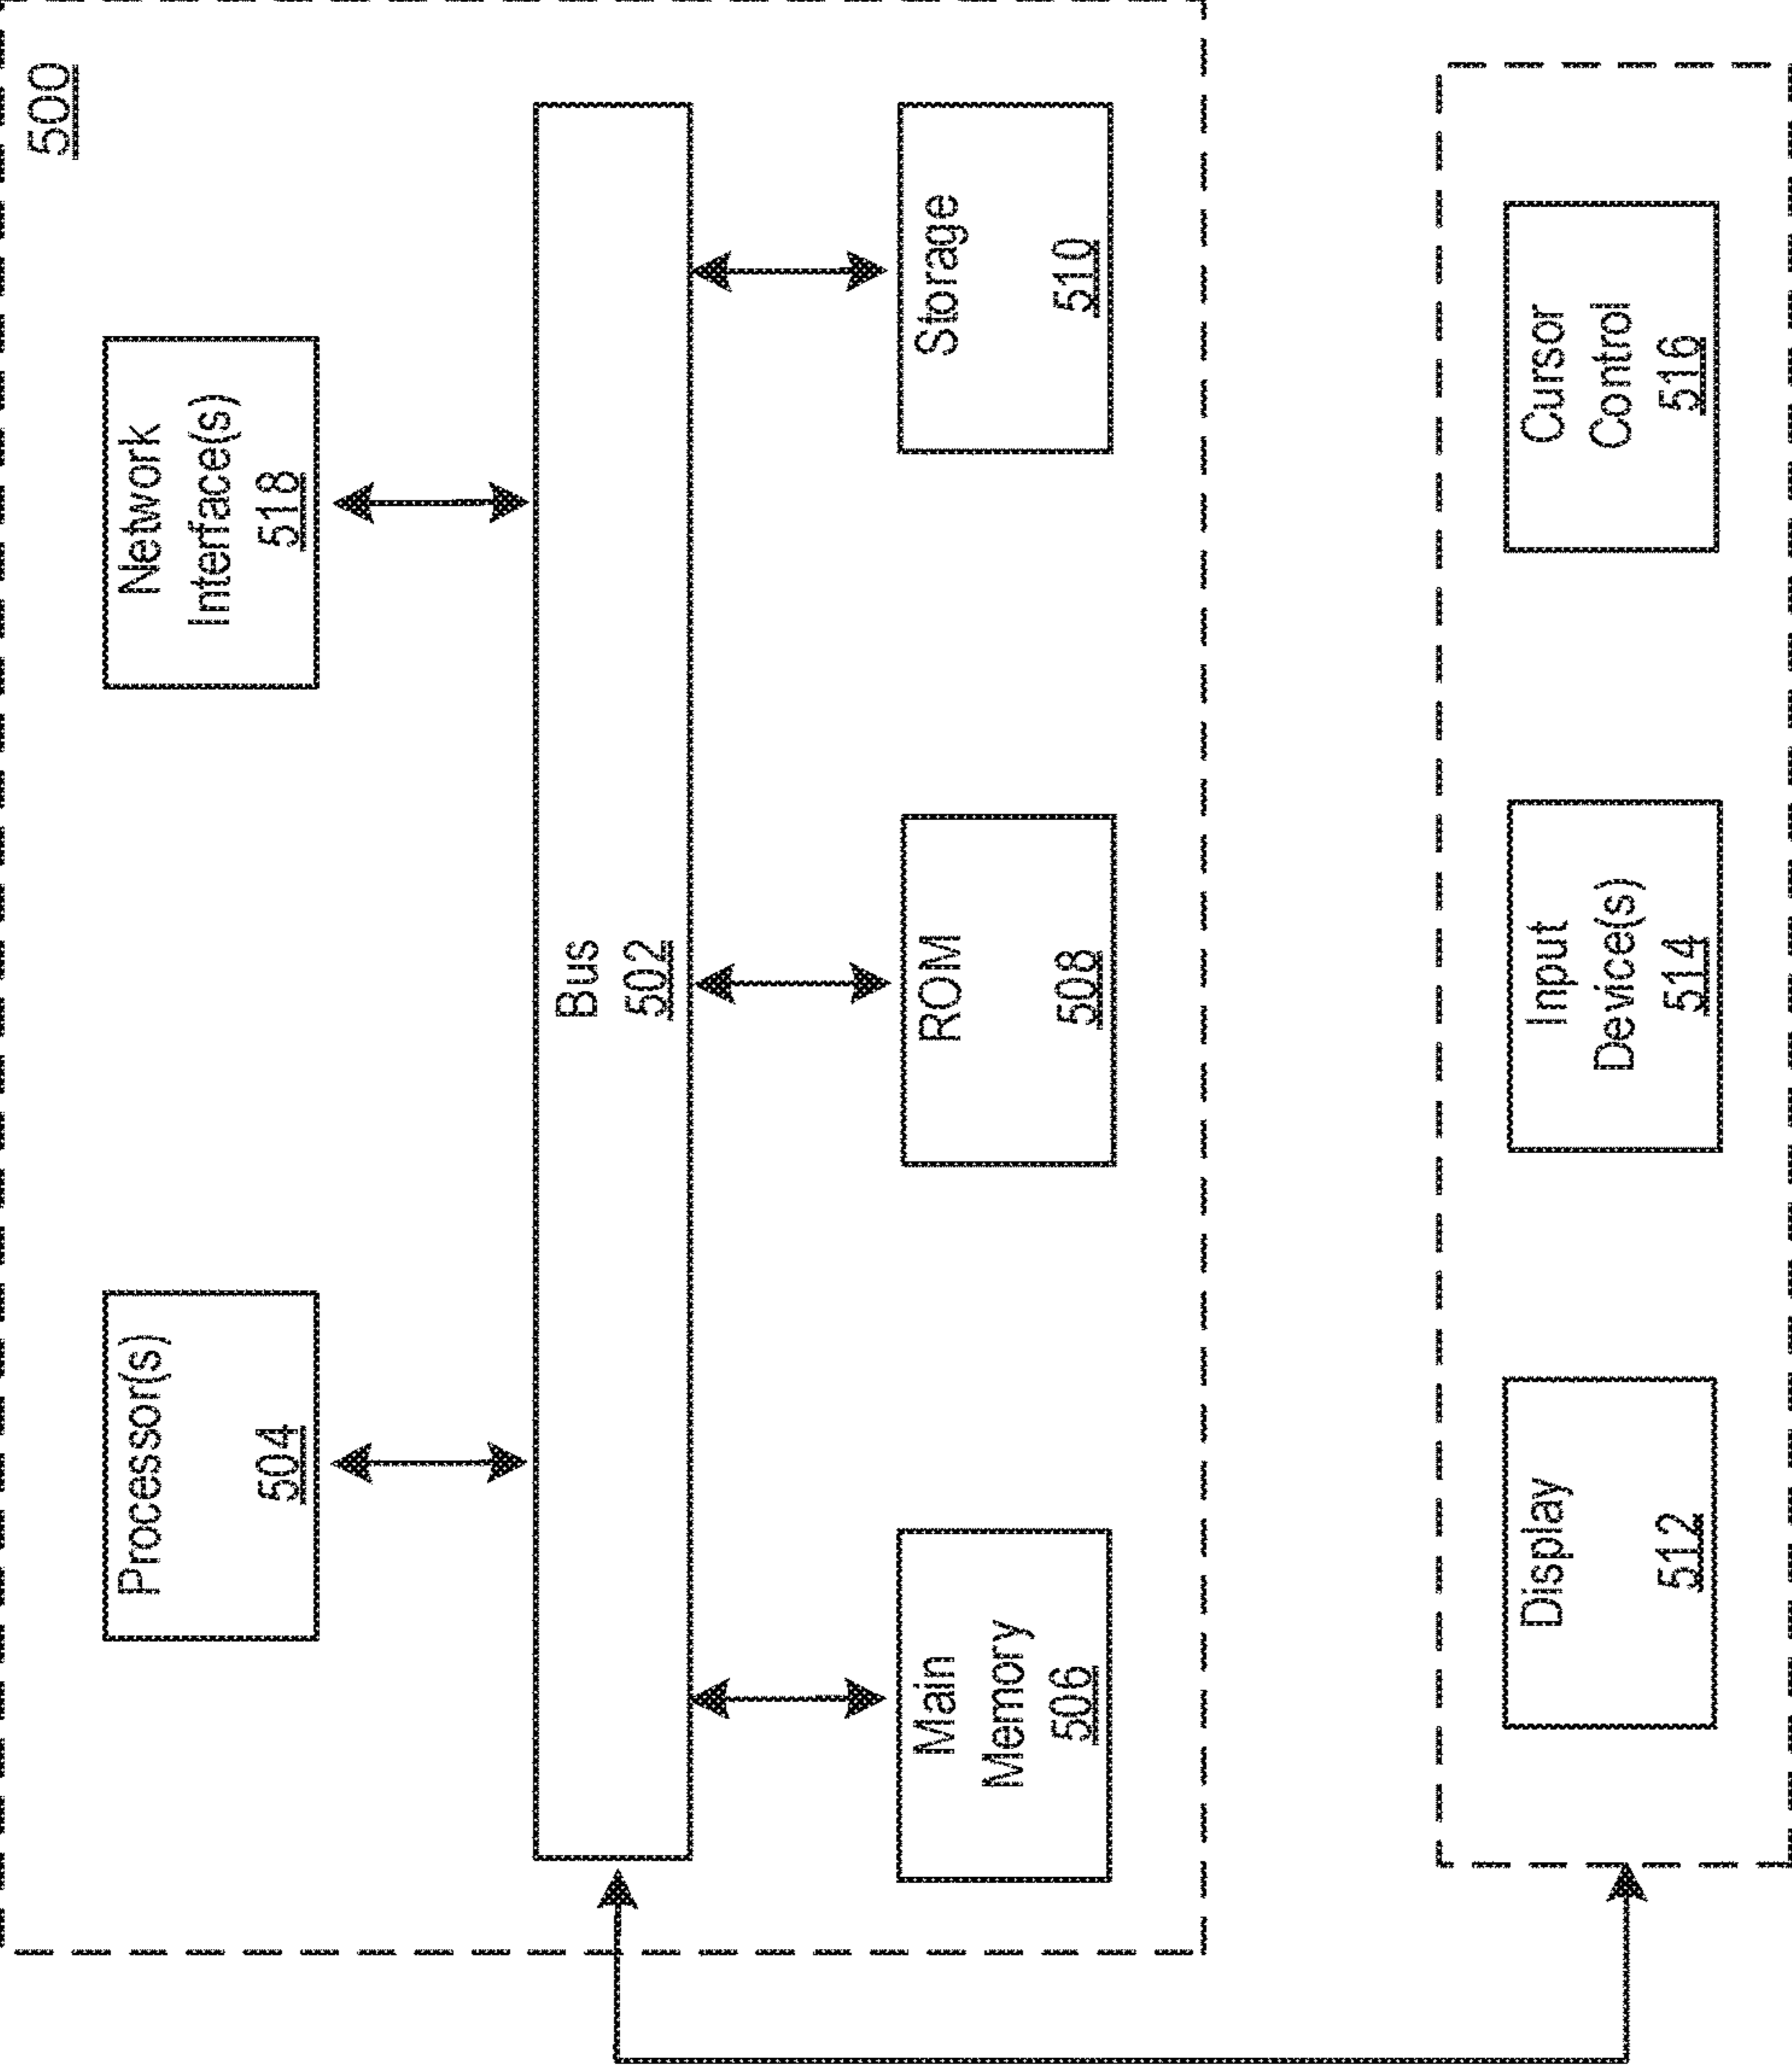 500
Processor(s)
504
Network
Interface(s)
518
Bus
502
Main
Memory
506
ROM
508
Storage
510
Display
512
Input
Device(s)
514
Cursor
Control
516